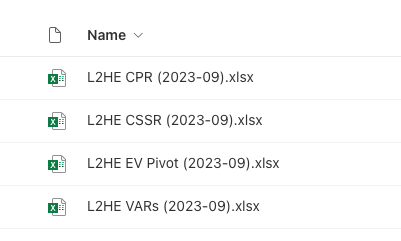 Name
L2HE CPR (2023-09).xlsx
L2HE CSSR (2023-09).xlsx
L2HE EV Pivot (2023-09).xlsx
L2HE VARs (2023-09).xlsx